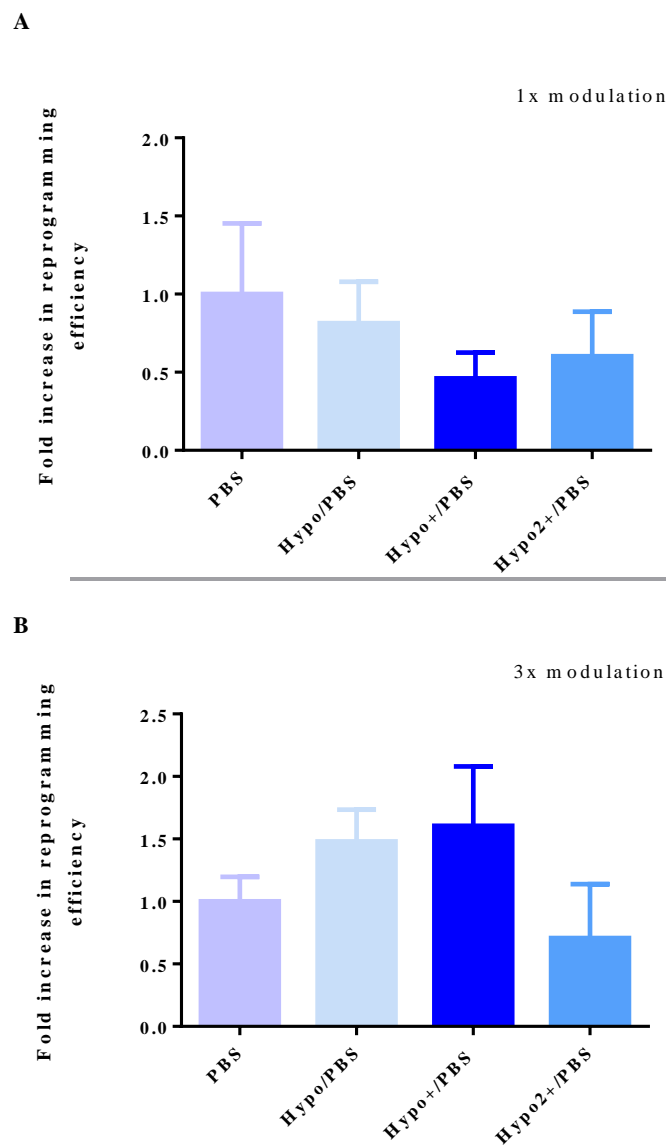 A
1x modulation
Fold increase in reprogramming
efficiency
2.0
1.5
1.0
0.5
0.0
PBS
Hypo/PBS
Hypo+/PBS
Hypo2+/PBS
B
3x modulation
Fold increase in reprogramming
efficiency
2.5
2.0
1.5
1.0
0.5
0.0
PBS
Hypo/PBS
Hypo+/PBS
Hypo2+/PBS